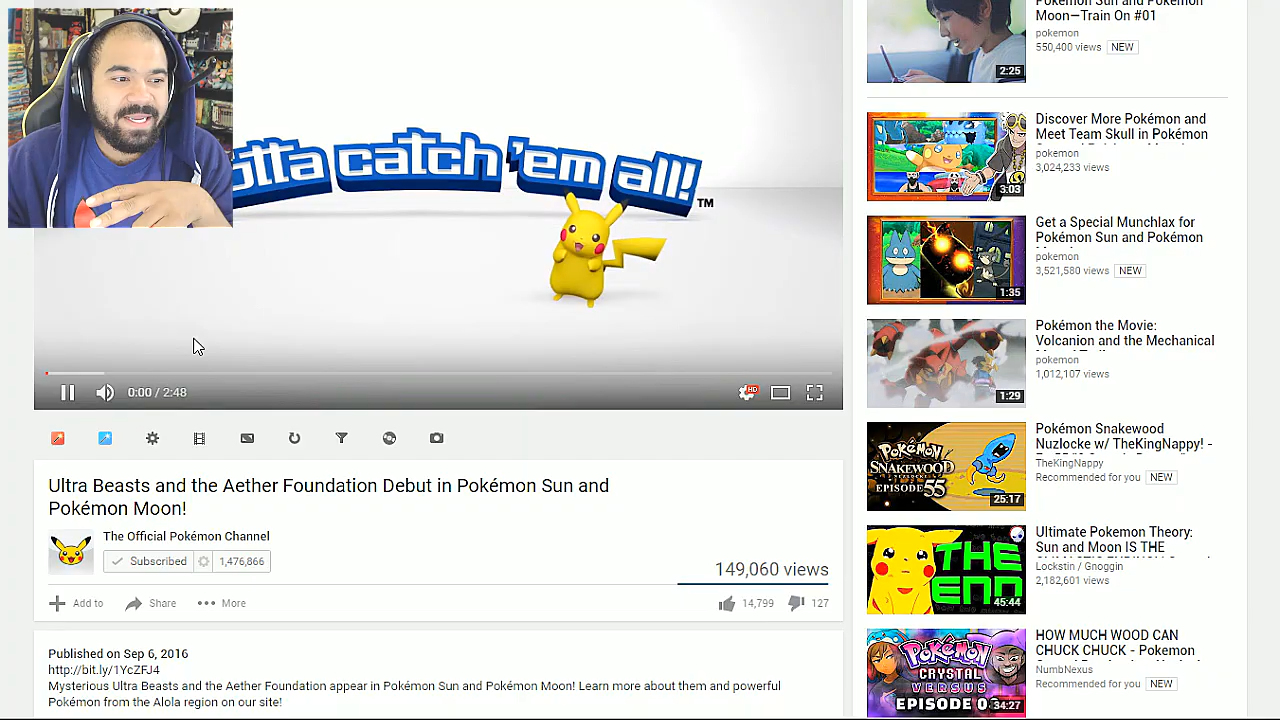 otta catch 'em all!
TM
0:00 / 2:48
HD
Ultra Beasts and the Aether Foundation Debut in Pokémon Sun and
Pokémon Moon!
The Official Pokémon Channel
Subscribed 1,476,866
149,060 views
Add to Share More 14,799 127
Published on Sep 6, 2016
http://bit.ly/1YcZFJ4
Mysterious Ultra Beasts and the Aether Foundation appear in Pokémon Sun and Pokémon Moon! Learn more about them and powerful
Pokémon from the Alola region on our site!
Pokémon Sun and Pokémon
Moon—Train On #01
pokemon
550,400 views NEW
2:25
Discover More Pokémon and
Meet Team Skull in Pokémon
pokemon
3,024,233 views
3:03
Get a Special Munchlax for
Pokémon Sun and Pokémon
pokemon
3,521,580 views NEW
1:35
Pokémon the Movie:
Volcanion and the Mechanical
pokemon
1,012,107 views
1:29
POKéMON
SNAKEWOOD
EPISODE 55
25:17
Pokémon Snakewood
Nuzlocke w/ TheKingNappy! -
TheKingNappy
Recommended for you NEW
THE
END
45:44
Ultimate Pokemon Theory:
Sun and Moon IS THE
Lockstin / Gnoggin
2,182,601 views
POKéMON
CRYSTAL
VERSUS
EPISODE
34:27
HOW MUCH WOOD CAN
CHUCK CHUCK - Pokemon
NumbNexus
Recommended for you NEW